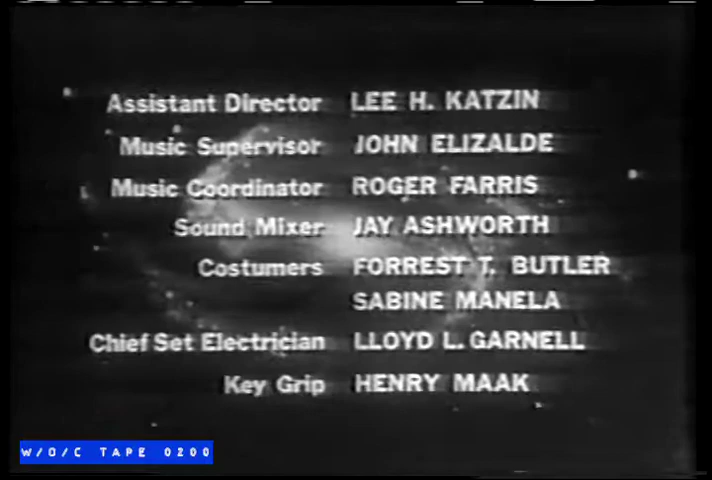 Assistant Director LEE H. KATZIN
Music Supervisor JOHN ELIZALDE
Music Coordinator ROGER FARRIS
Sound Mixer JAY ASHWORTH
Costumers FORREST T. BUTLER
SABINE MANELA
Chief Set Electrician LLOYD L. GARNELL
Key Grip HENRY MAAK
W/O/C TAPE 0200